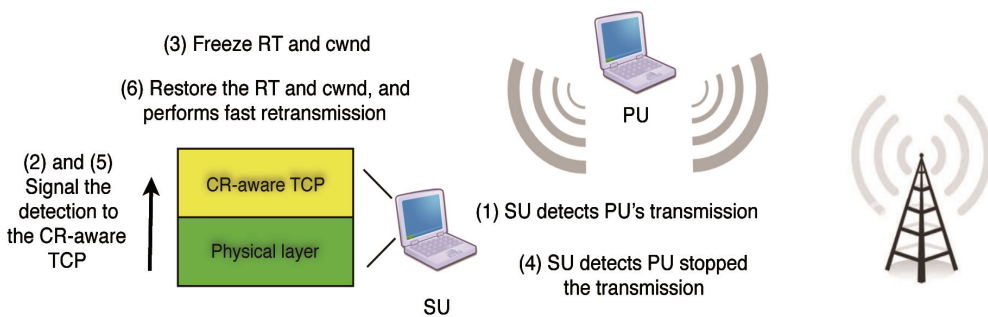 (3) Freeze RT and cwnd
(6) Restore the RT and cwnd, and
performs fast retransmission
PU
(2) and (5)
Signal the
detection to
the CR-aware
TCP
CR-aware TCP
Physical layer
SU
(1) SU detects PU's transmission
(4) SU detects PU stopped
the transmission